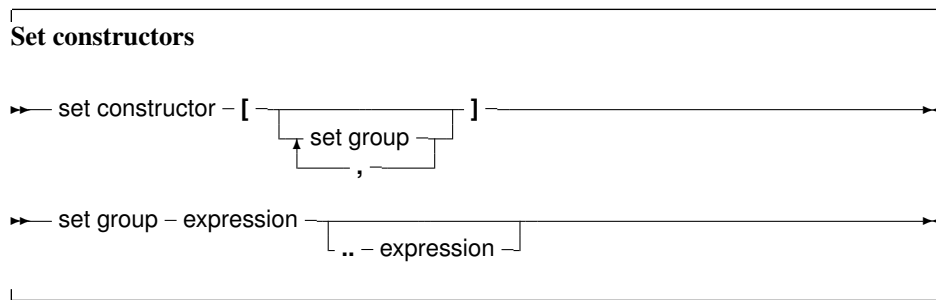 Set constructors
set constructor [ ]
set group
,
set group expression
.. expression